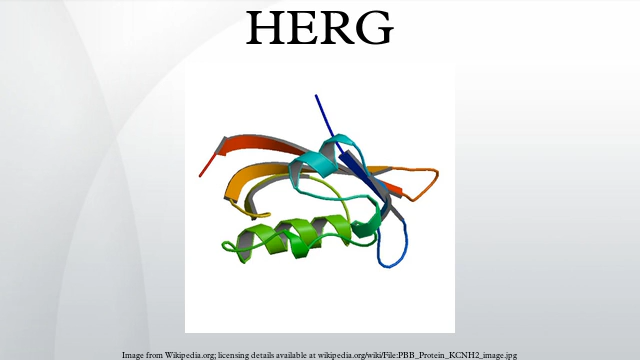 HERG
Image from Wikipedia.org; licensing details available at wikipedia.org/wiki/File:PBB_Protein_KCNH2_image.jpg